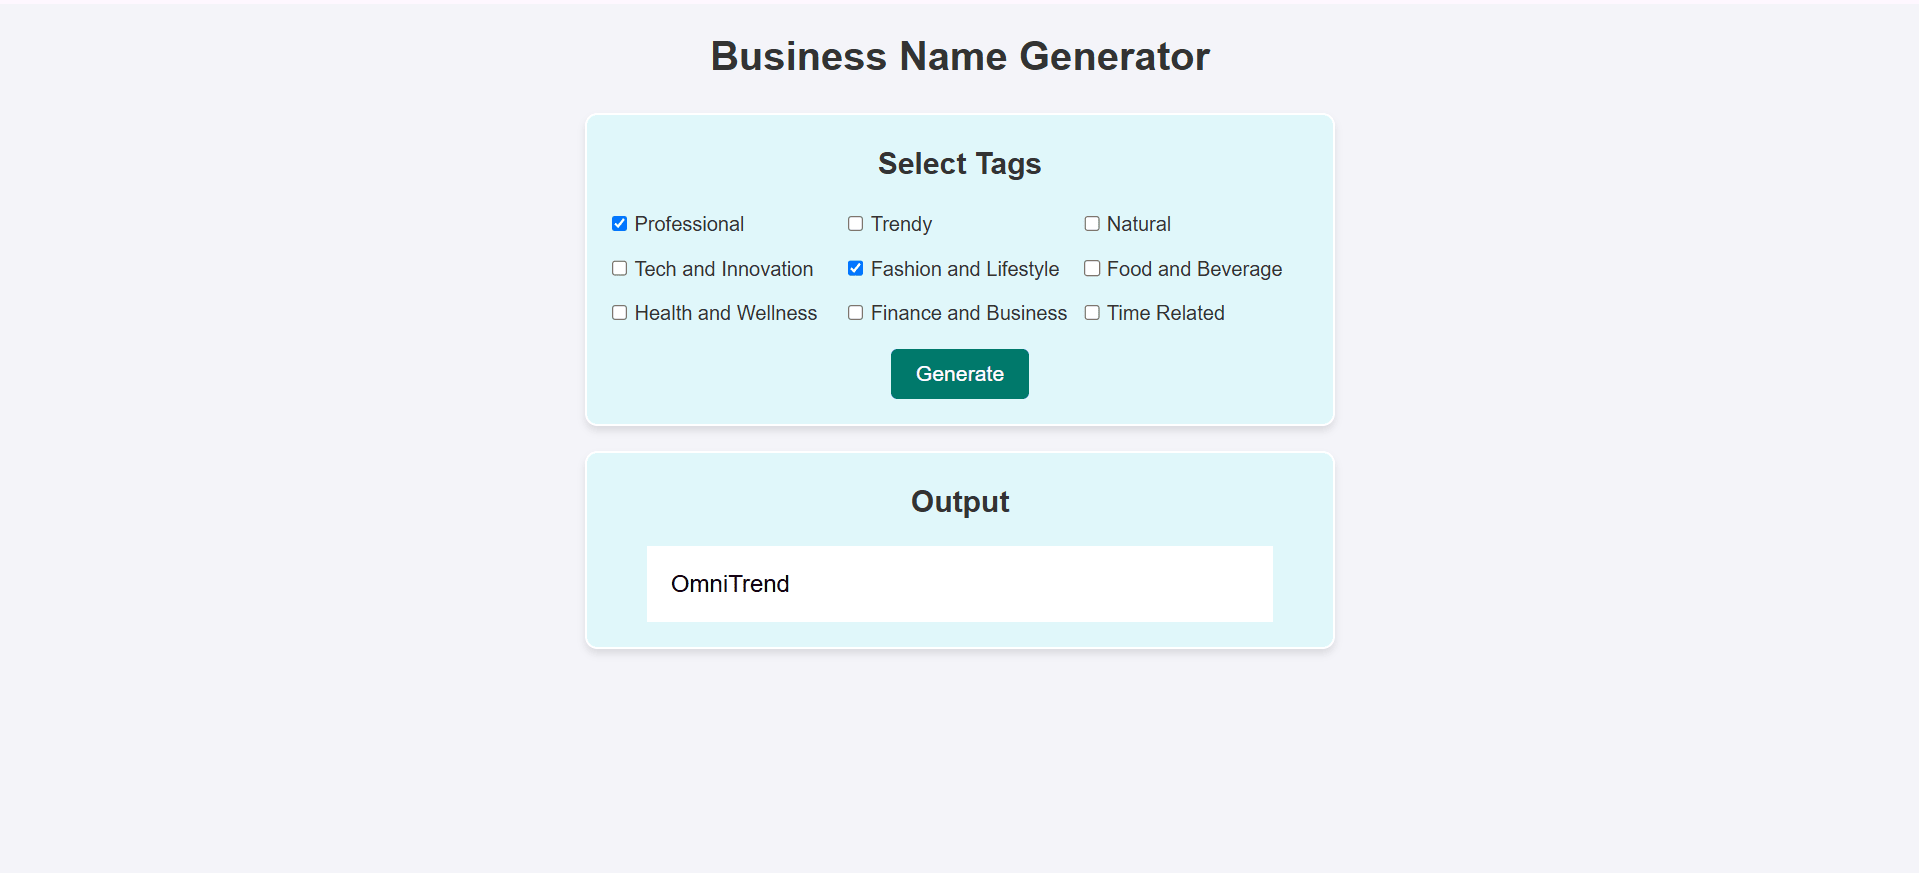 Business Name Generator
Select Tags
Professional Trendy Natural
Tech and Innovation Fashion and Lifestyle Food and Beverage
Health and Wellness Finance and Business Time Related
Generate
Output
OmniTrend